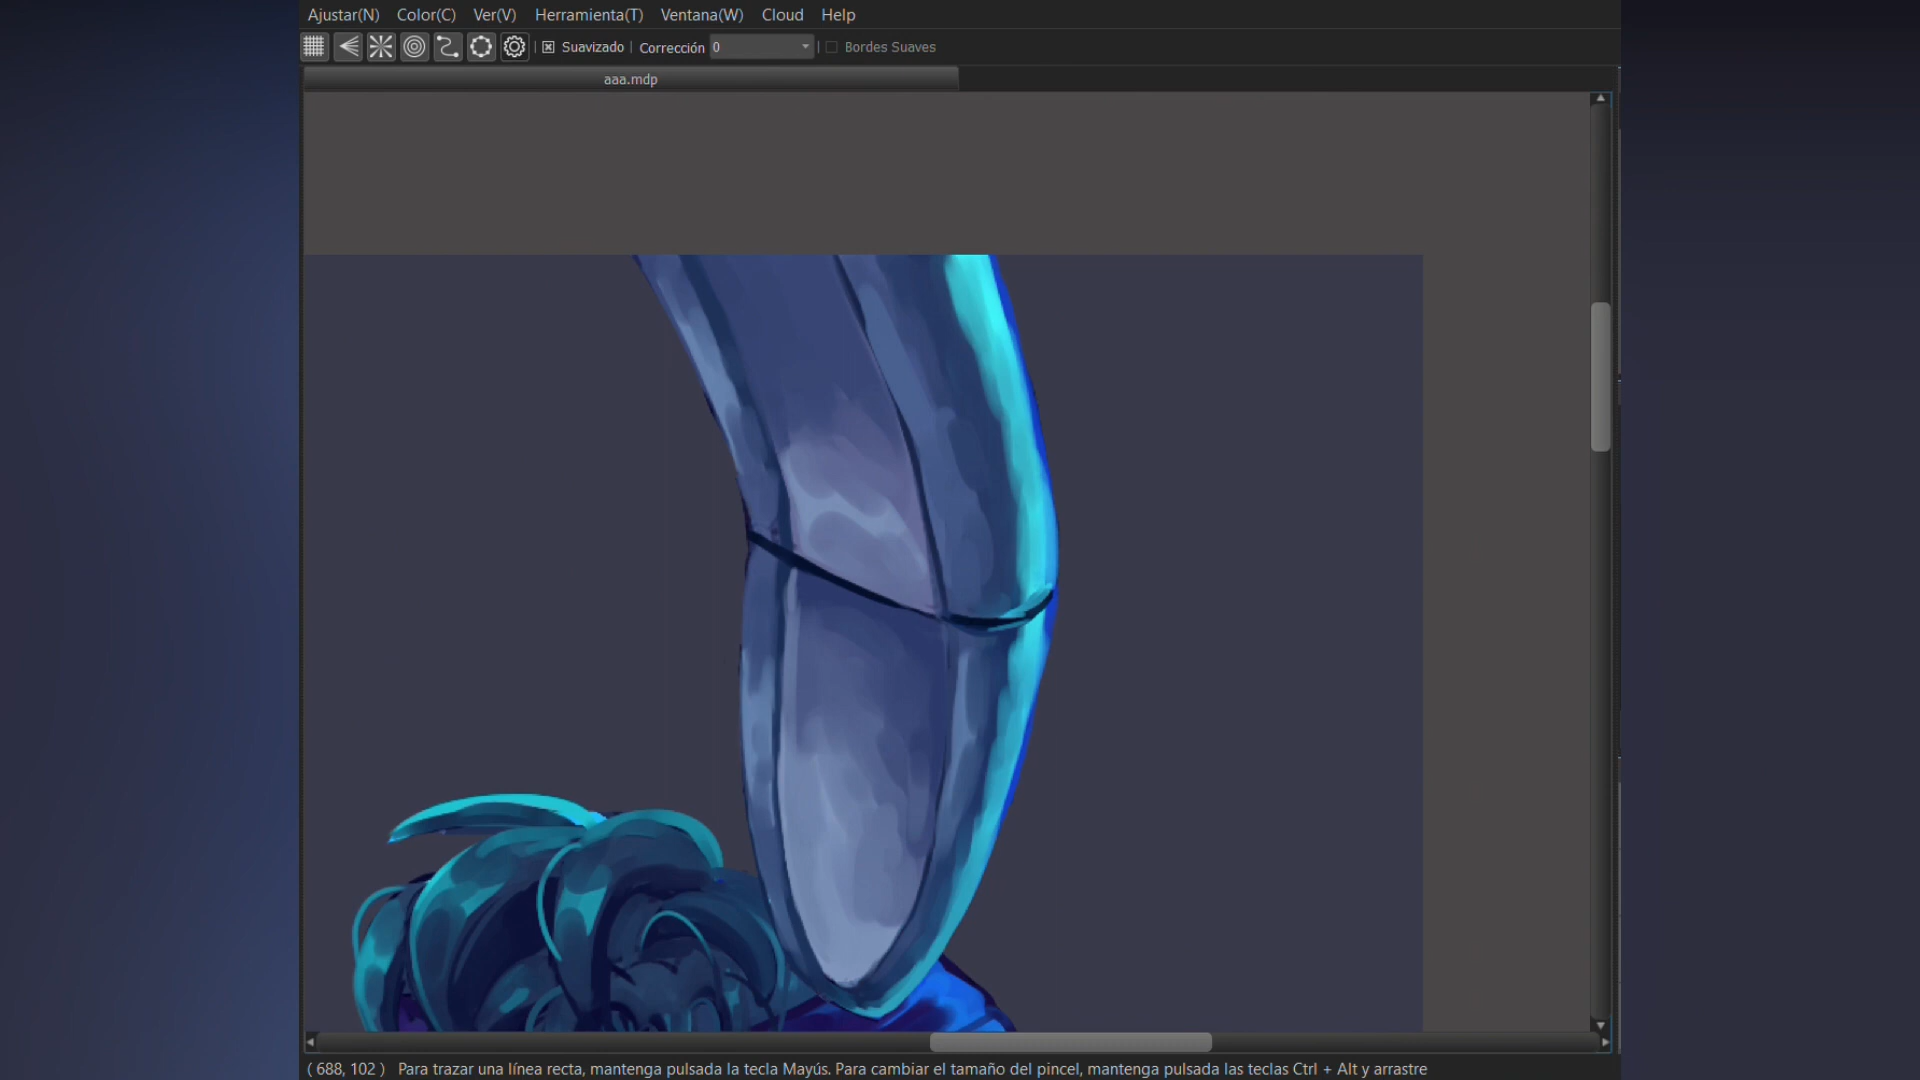 Ajustar(N) Color(C) Ver(V) Herramienta(T) Ventana(W) Cloud Help
Suavizado Corrección 0 Bordes Suaves
aaa.mdp
( 688, 102 ) Para trazar una línea recta, mantenga pulsada la tecla Mayús. Para cambiar el tamaño del pincel, mantenga pulsada las teclas Ctrl + Alt y arrastre